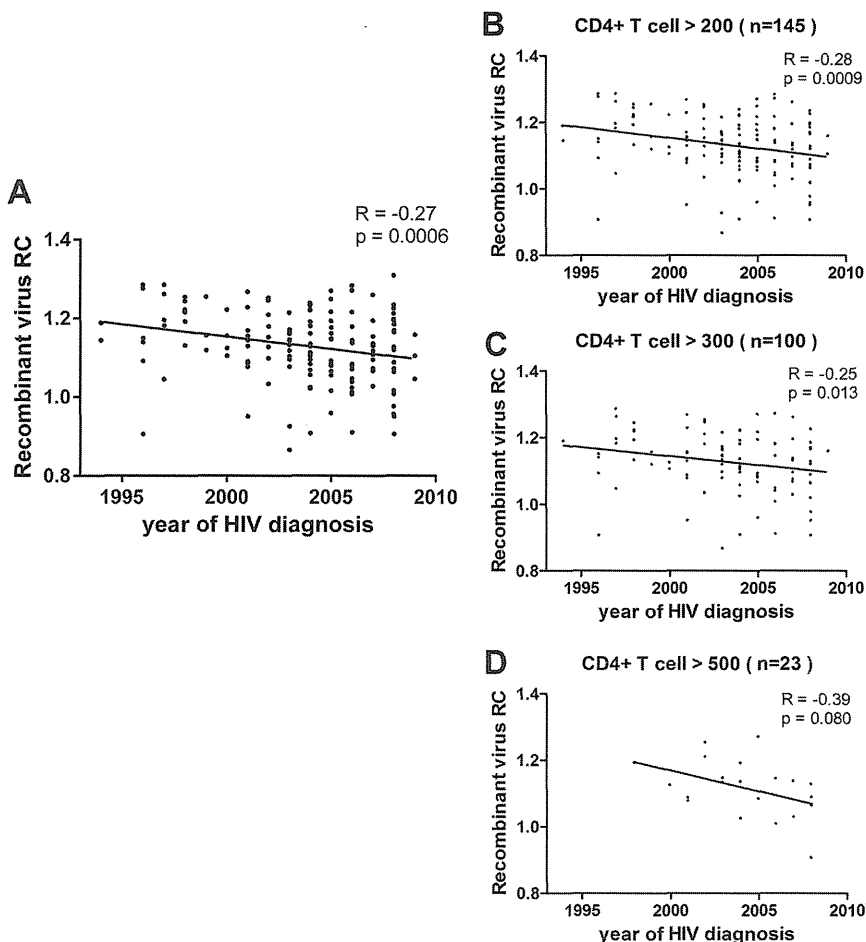 A
R = -0.27
p = 0.0006
Recombinant virus RC
1.4
1.2
1.0
0.8
1995 2000 2005 2010
year of HIV diagnosis
B
CD4+ T cell > 200 ( n=145 )
R = -0.28
p = 0.0009
Recombinant virus RC
1.4
1.2
1.0
0.8
1995 2000 2005 2010
year of HIV diagnosis
C
CD4+ T cell > 300 (n=100)
R = -0.25
p = 0.013
Recombinant virus RC
1.4
1.2
1.0
0.8
1995 2000 2005 2010
year of HIV diagnosis
D
CD4+ T cell > 500 ( n=23 )
R = -0.39
p = 0.080
Recombinant virus RC
1.4
1.2
1.0
0.8
1995 2000 2005 2010
year of HIV diagnosis